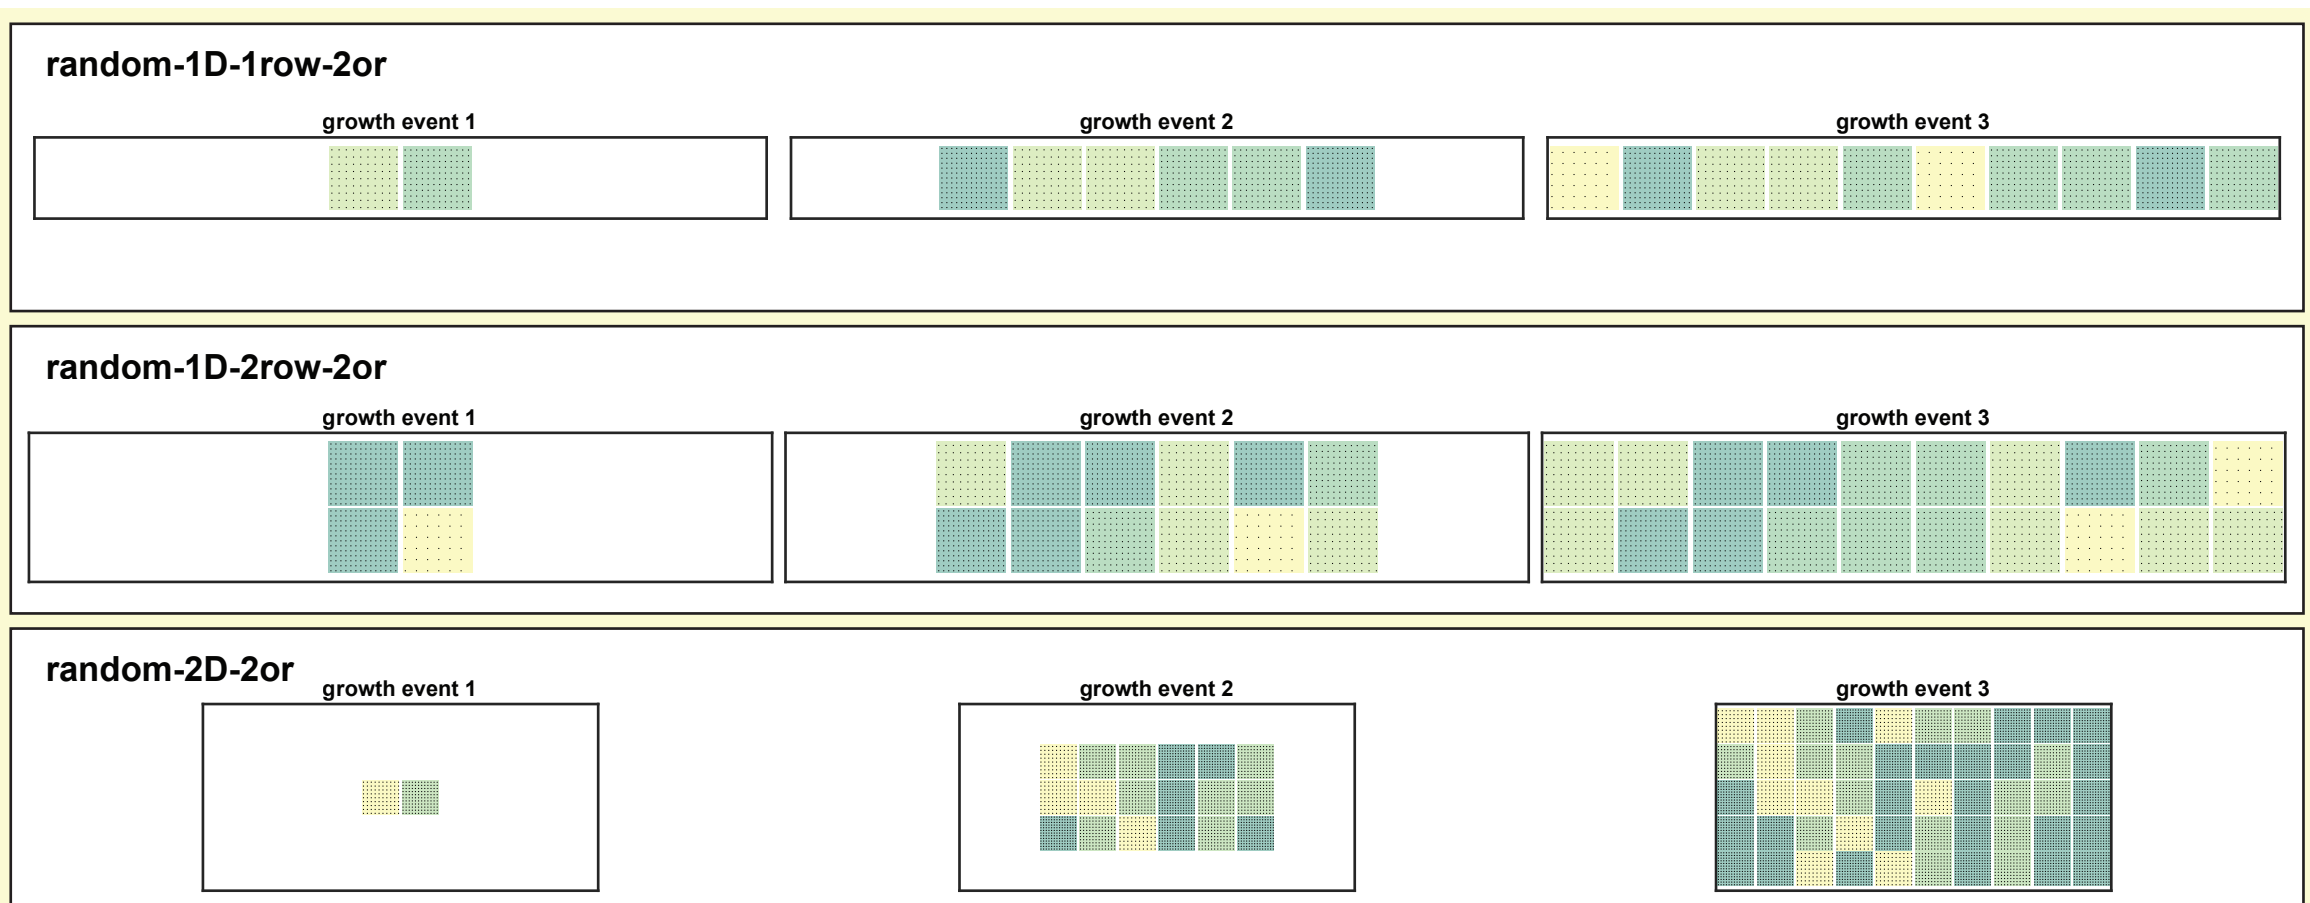 random-1D-1row-2or
growth event 1
growth event 2
growth event 3
random-1D-2row-2or
growth event 1
growth event 2
growth event 3
random-2D-2or
growth event 1
growth event 2
growth event 3